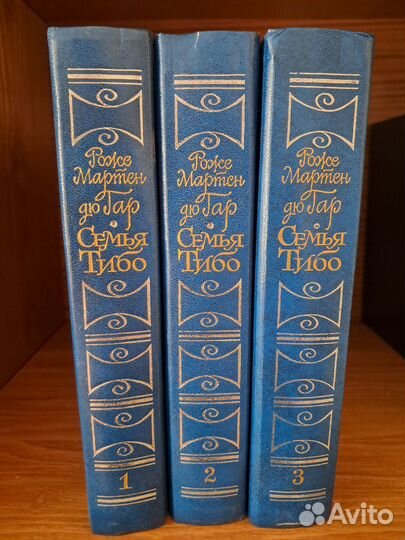 Роже
Мартен
дю Гар
Семья
Тибо
1
Роже
Мартен
дю Гар
Семья
Тибо
2
Роже
Мартен
дю Гар
Семья
Тибо
3
Avito